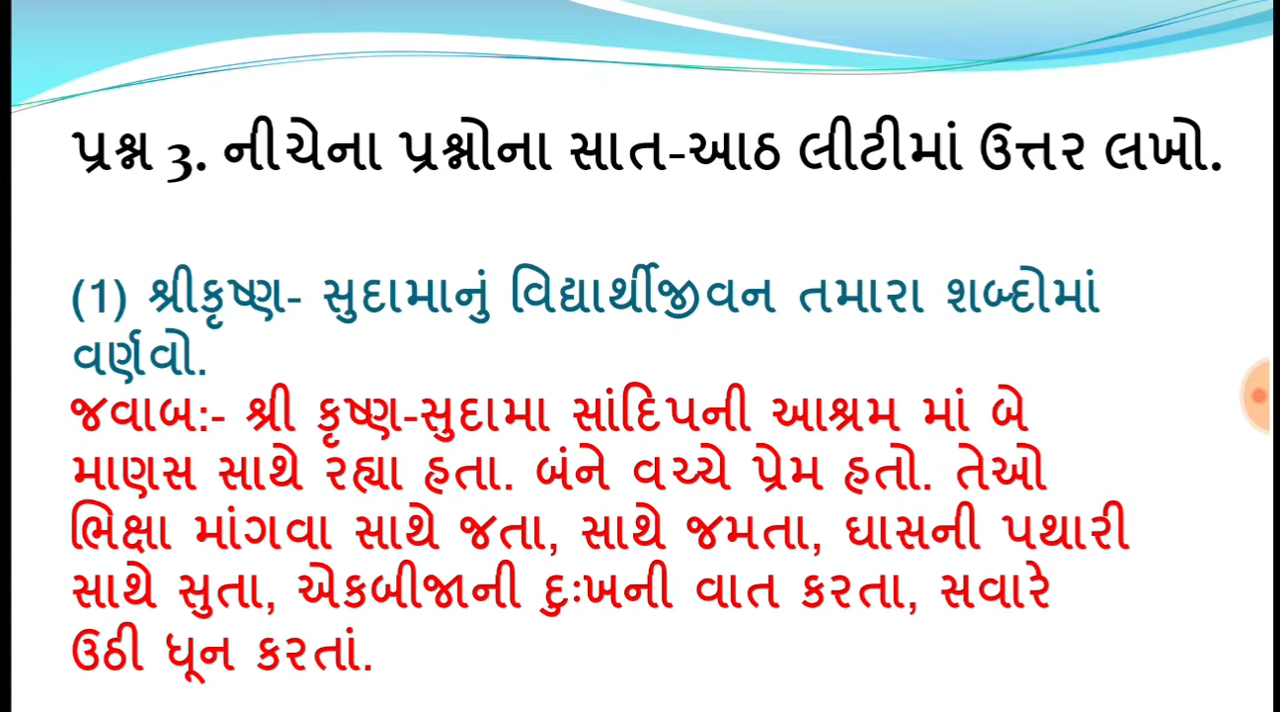 પ્રશ્ન 3. નીચેના પ્રશ્નોના સાત-આઠ લીટીમાં ઉત્તર લખો.
(1) શ્રીકૃષ્ણ- સુદામાનું વિદ્યાર્થીજીવન તમારા શબ્દોમાં
વર્ણવો.
જવાબ:- શ્રી કૃષ્ણ-સુદામા સાંદિપની આશ્રમ માં બે
માણસ સાથે રહ્યા હતા. બંને વચ્ચે પ્રેમ હતો. તેઓ
ભિક્ષા માંગવા સાથે જતા, સાથે જમતા, ઘાસની પથારી
સાથે સુતા, એકબીજાની દુઃખની વાત કરતા, સવારે
ઉઠી ધૂન કરતાં.